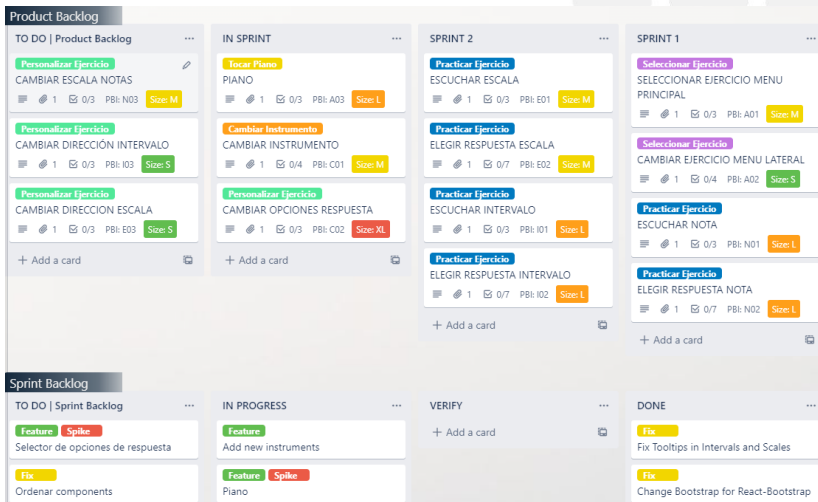 Product Backlog
TO DO | Product Backlog
Personalizar Ejercicio
CAMBIAR ESCALA NOTAS
1 0/3 PBI: N03 Size: M
Personalizar Ejercicio
CAMBIAR DIRECCIÓN INTERVALO
1 0/3 PBI: I03 Size: S
Personalizar Ejercicio
CAMBIAR DIRECCION ESCALA
1 0/3 PBI: E03 Size: S
+ Add a card
IN SPRINT
Tocar Piano
PIANO
1 0/3 PBI: A03 Size: L
Cambiar Instrumento
CAMBIAR INSTRUMENTO
1 0/4 PBI: C01 Size: M
Personalizar Ejercicio
CAMBIAR OPCIONES RESPUESTA
1 0/3 PBI: C02 Size: XL
+ Add a card
SPRINT 2
Practicar Ejercicio
ESCUCHAR ESCALA
1 0/3 PBI: E01 Size: M
Practicar Ejercicio
ELEGIR RESPUESTA ESCALA
1 0/7 PBI: E02 Size: M
Practicar Ejercicio
ESCUCHAR INTERVALO
1 0/3 PBI: I01 Size: L
Practicar Ejercicio
ELEGIR RESPUESTA INTERVALO
1 0/7 PBI: I02 Size: L
+ Add a card
SPRINT 1
Seleccionar Ejercicio
SELECCIONAR EJERCICIO MENU
PRINCIPAL
1 0/3 PBI: A01 Size: M
Seleccionar Ejercicio
CAMBIAR EJERCICIO MENU LATERAL
1 0/4 PBI: A02 Size: S
Practicar Ejercicio
ESCUCHAR NOTA
1 0/3 PBI: N01 Size: L
Practicar Ejercicio
ELEGIR RESPUESTA NOTA
1 0/7 PBI: N02 Size: L
+ Add a card
Sprint Backlog
TO DO | Sprint Backlog
Feature Spike
Selector de opciones de respuesta
Fix
Ordenar components
IN PROGRESS
Feature
Add new instruments
Feature Spike
Piano
VERIFY
+ Add a card
DONE
Fix
Fix Tooltips in Intervals and Scales
Fix
Change Bootstrap for React-Bootstrap